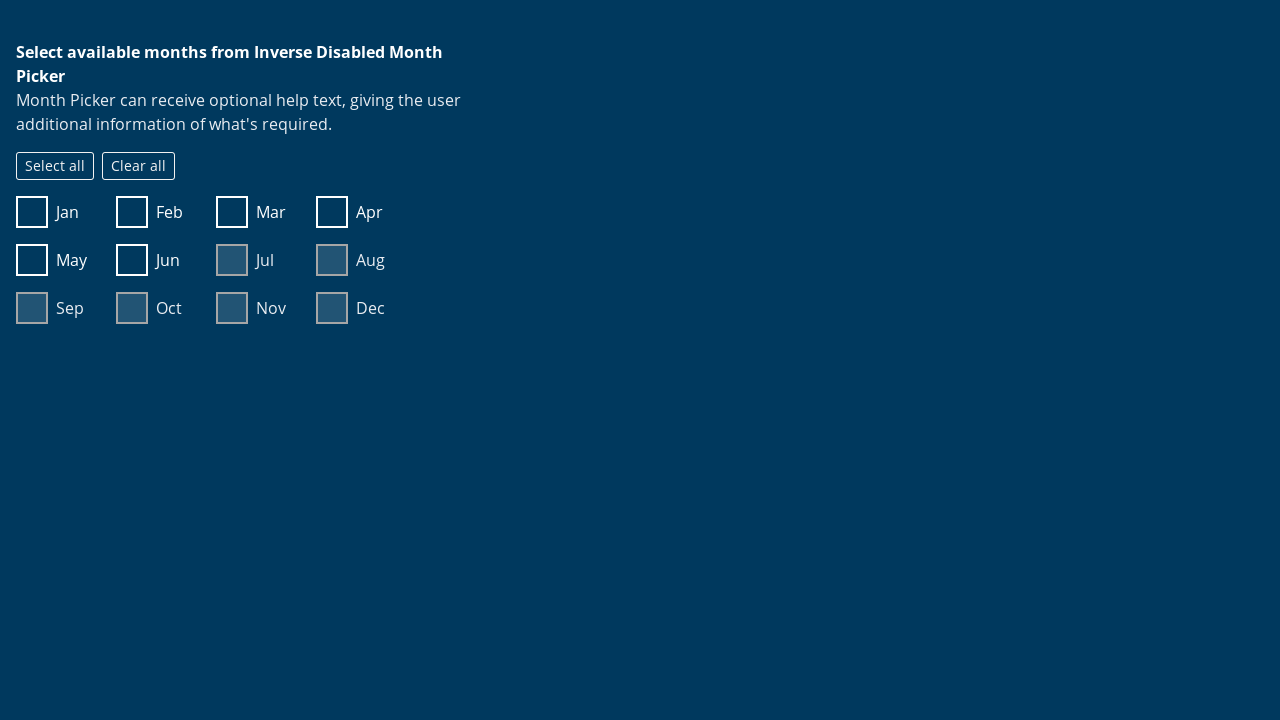 Select available months from Inverse Disabled Month
Picker
Month Picker can receive optional help text, giving the user
additional information of what's required.
Select all Clear all
Jan Feb Mar Apr
May Jun Jul Aug
Sep Oct Nov Dec